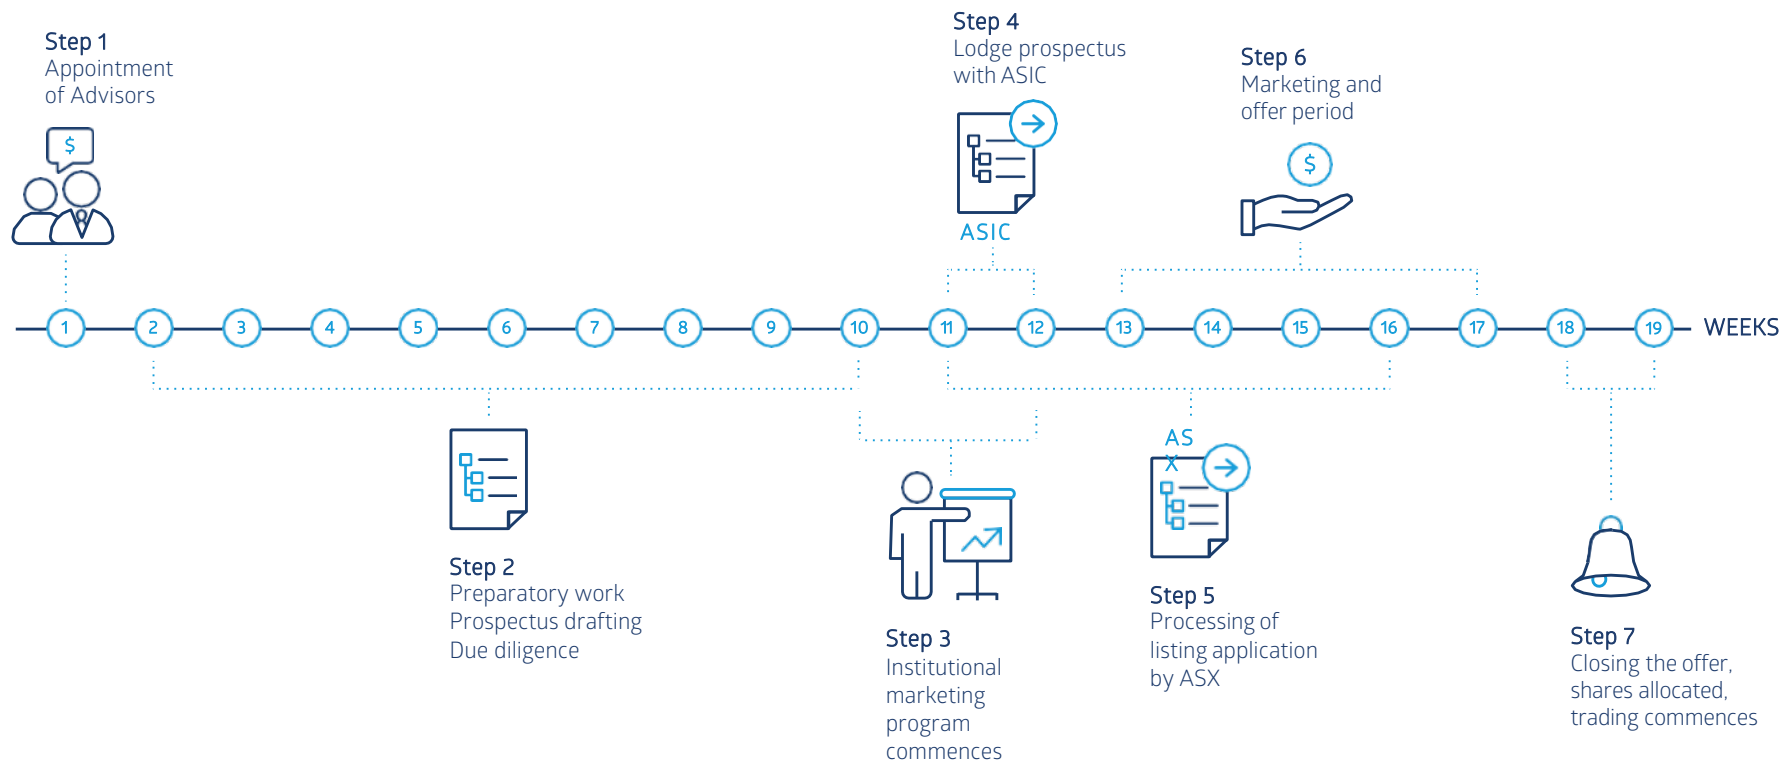 Step 1
Appointment
of Advisors
$
Step 4
Lodge prospectus
with ASIC
ASIC
Step 6
Marketing and
offer period
$
1 2 3 4 5 6 7 8 9 10 11 12 13 14 15 16 17 18 19 WEEKS
Step 2
Preparatory work
Prospectus drafting
Due diligence
Step 3
Institutional
marketing
program
commences
AS
X
Step 5
Processing of
listing application
by ASX
Step 7
Closing the offer,
shares allocated,
trading commences